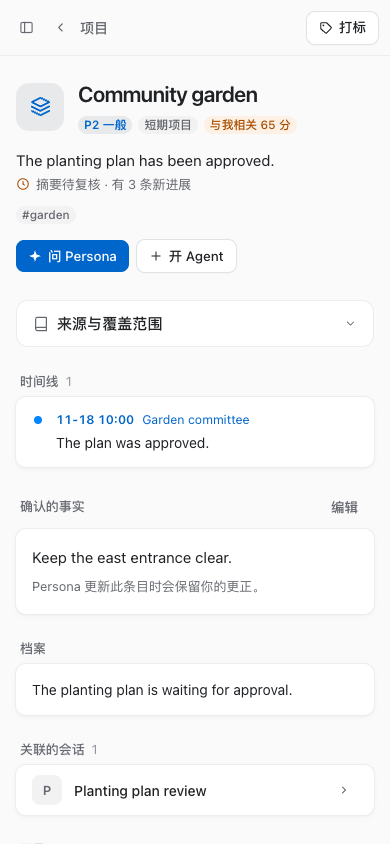 项目
打标
Community garden
P2 一般 短期项目 与我相关 65 分
The planting plan has been approved.
摘要待复核 · 有 3 条新进展
#garden
问 Persona
开 Agent
来源与覆盖范围
时间线 1
11-18 10:00 Garden committee
The plan was approved.
确认的事实
编辑
Keep the east entrance clear.
Persona 更新此条目时会保留你的更正。
档案
The planting plan is waiting for approval.
关联的会话 1
P
Planting plan review